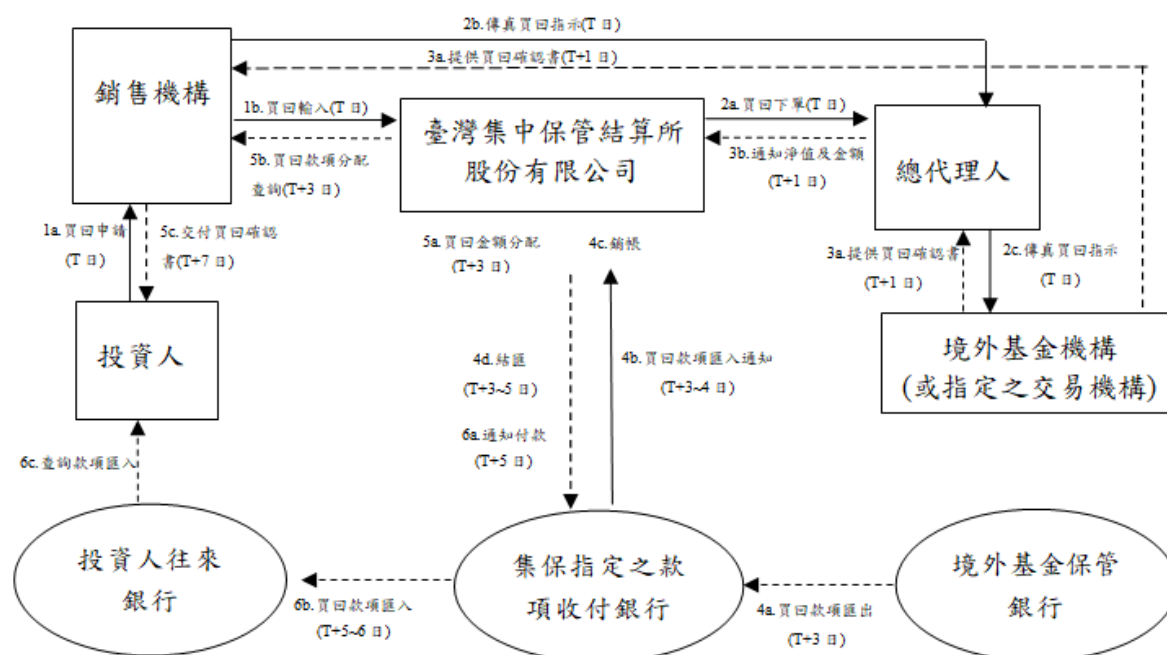 2b.傳真買回指示(T 日)
3a.提供買回確認書(T+1 日)
銷售機構
1b.買回輸入(T 日)
5b.買回款項分配
查詢(T+3 日)
臺灣集中保管結算所
股份有限公司
2a.買回下單(T 日)
3b.通知淨值及金額
(T+1 日)
總代理人
1a.買回申請
(T 日)
5c.交付買回確認
書(T+7 日)
5a.買回金額分配
(T+3 日)
4c.銷帳
3a.提供買回確認書
(T+1 日)
2c.傳真買回指示
(T 日)
投資人
4d.結匯
(T+3~5 日)
4b.買回款項匯入通知
(T+3~4 日)
境外基金機構
(或指定之交易機構)
6a.通知付款
(T+5 日)
6c.查詢款項匯入
投資人往來
銀行
6b.買回款項匯入
(T+5~6 日)
集保指定之款
項收付銀行
4a.買回款項匯出
(T+3 日)
境外基金保管
銀行